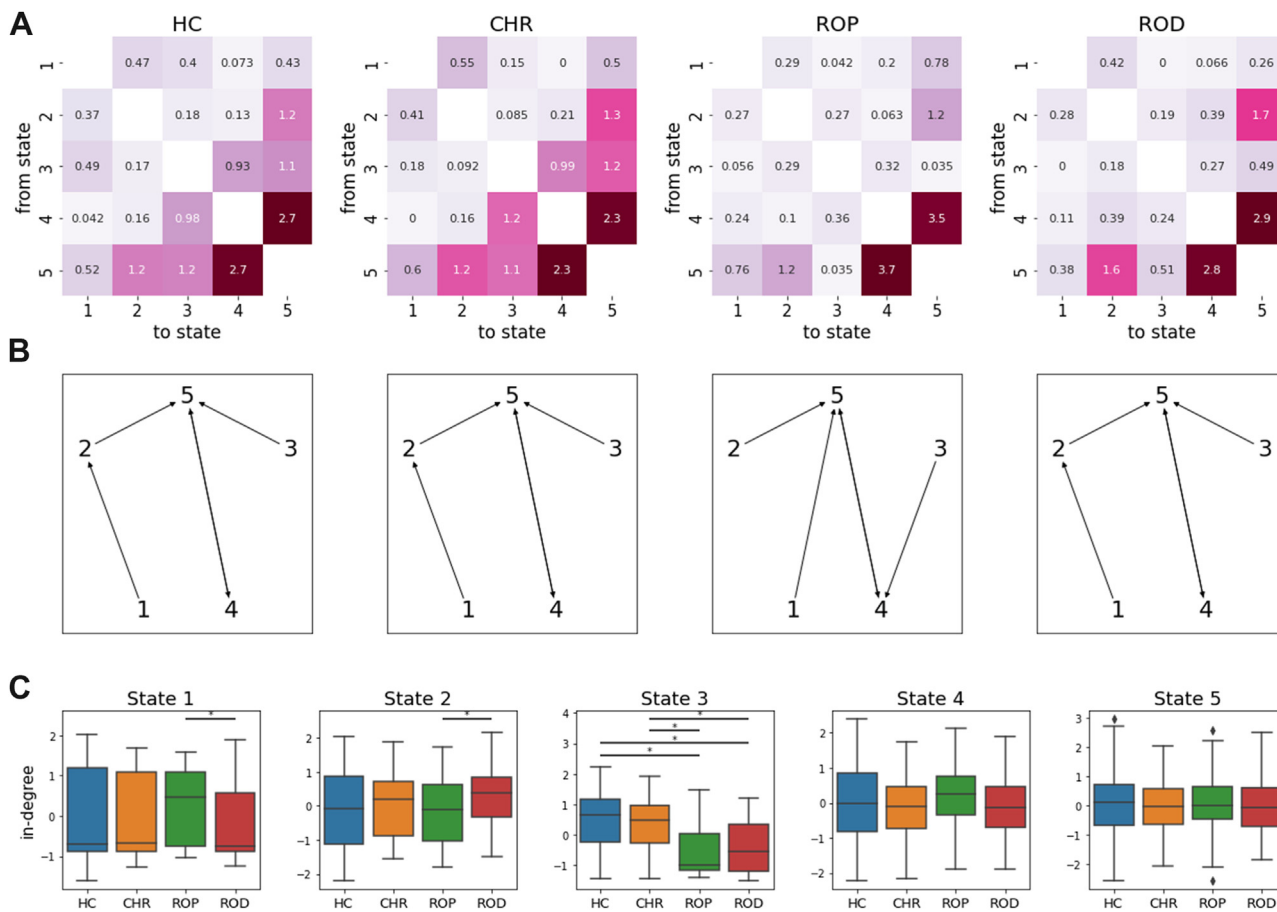 A
HC CHR ROP ROD
1 0.47 0.4 0.073 0.43 1 0.55 0.15 0 0.5 1 0.29 0.042 0.2 0.78 1 0.42 0 0.066 0.26
from state from state from state from state
2 0.37 0.18 0.13 1.2 2 0.41 0.085 0.21 1.3 2 0.27 0.27 0.063 1.2 2 0.28 0.19 0.39 1.7
3 0.49 0.17 0.93 1.1 3 0.18 0.092 0.99 1.2 3 0.056 0.29 0.32 0.035 3 0 0.18 0.27 0.49
4 0.042 0.16 0.98 2.7 4 0 0.16 1.2 2.3 4 0.24 0.1 0.36 3.5 4 0.11 0.39 0.24 2.9
5 0.52 1.2 1.2 2.7 5 0.6 1.2 1.1 2.3 5 0.76 1.2 0.035 3.7 5 0.38 1.6 0.51 2.8
1 2 3 4 5 1 2 3 4 5 1 2 3 4 5 1 2 3 4 5
to state to state to state to state
B
5 5 5 5
2 3 2 3 2 3 2 3
1 4 1 4 1 4 1 4
C
State 1 State 2 State 3 State 4 State 5
* * * * * *
in-degree
2 1 0 -1
2 1 0 -1 -2
4 3 2 1 0 -1
2 1 0 -1 -2
3 2 1 0 -1 -2
HC CHR ROP ROD HC CHR ROP ROD HC CHR ROP ROD HC CHR ROP ROD HC CHR ROP ROD